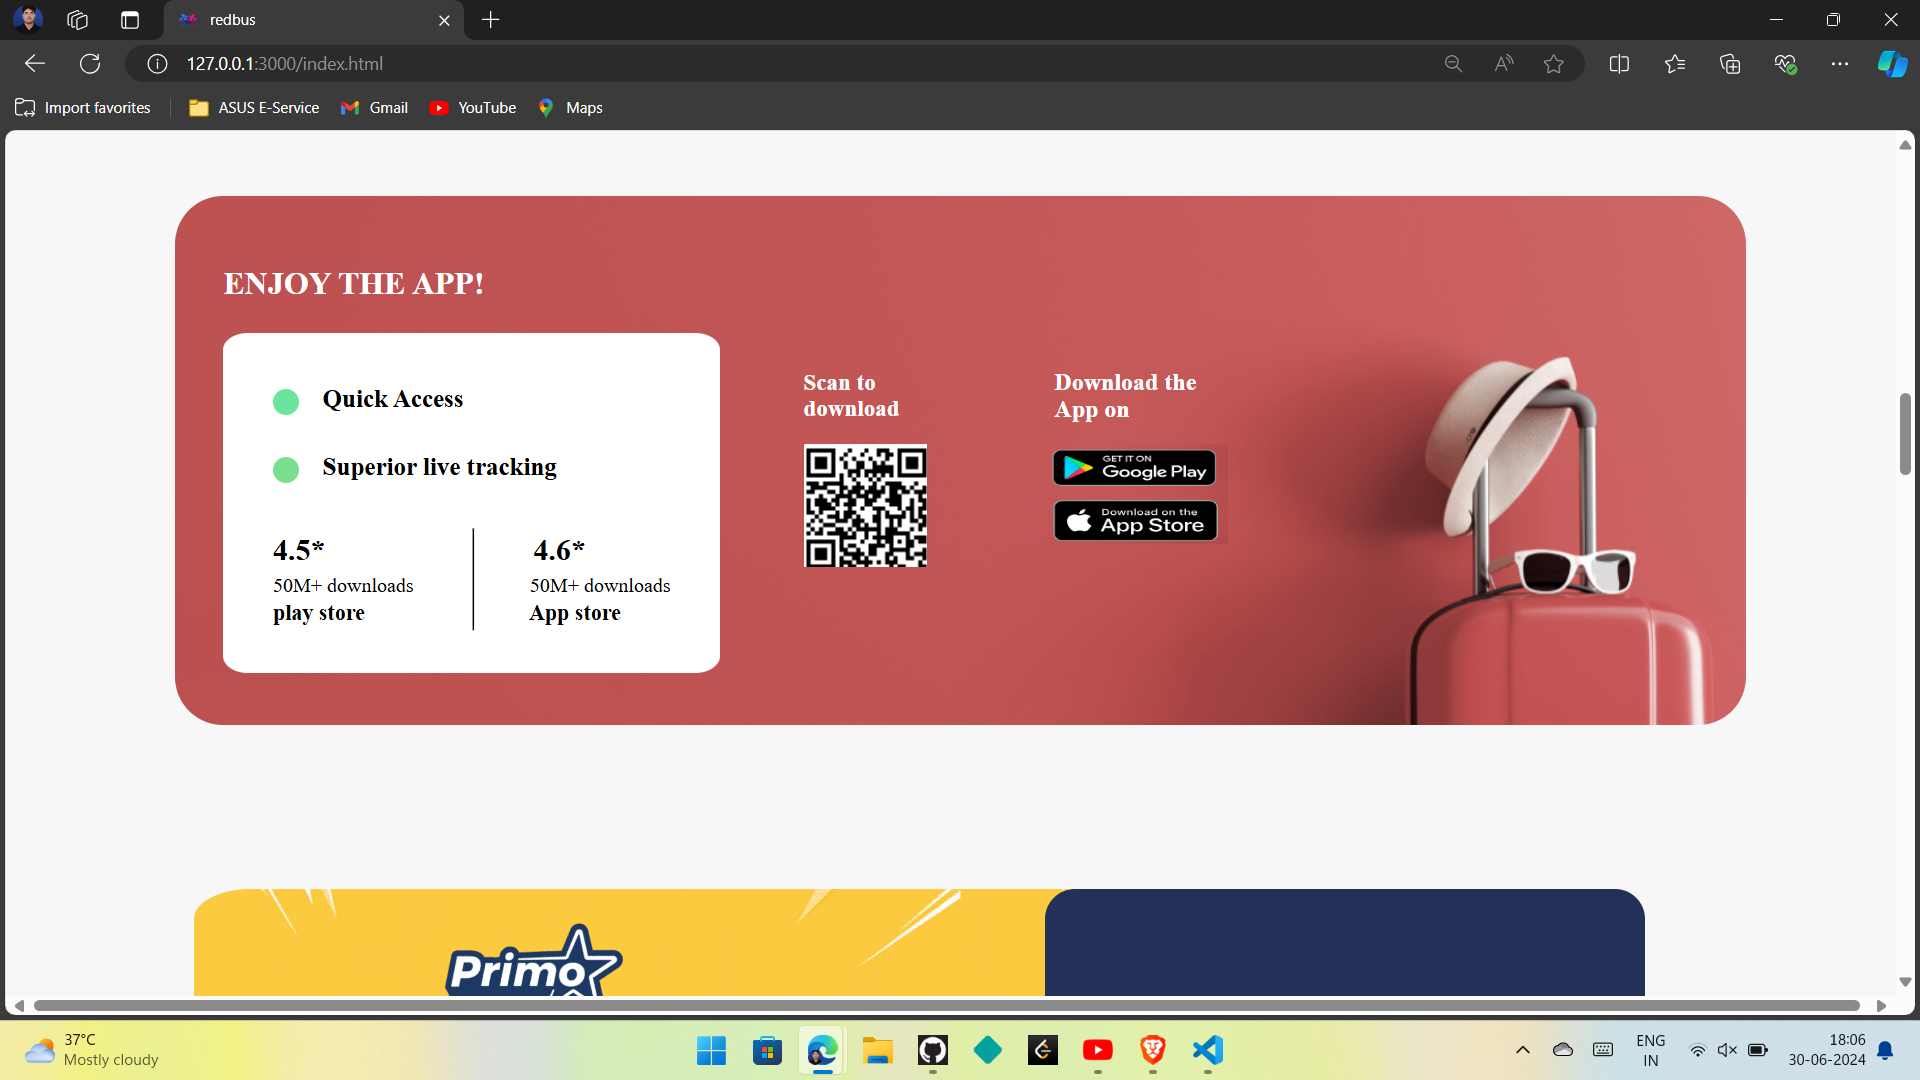 redbus
127.0.0.1:3000/index.html
Import favorites
ASUS E-Service
Gmail
YouTube
Maps
ENJOY THE APP!
Quick Access
Superior live tracking
4.5*
50M+ downloads
play store
4.6*
50M+ downloads
App store
Scan to
download
Download the
App on
GET IT ON
Google Play
Download on the
App Store
Primo
37°C
Mostly cloudy
ENG
IN
18:06
30-06-2024